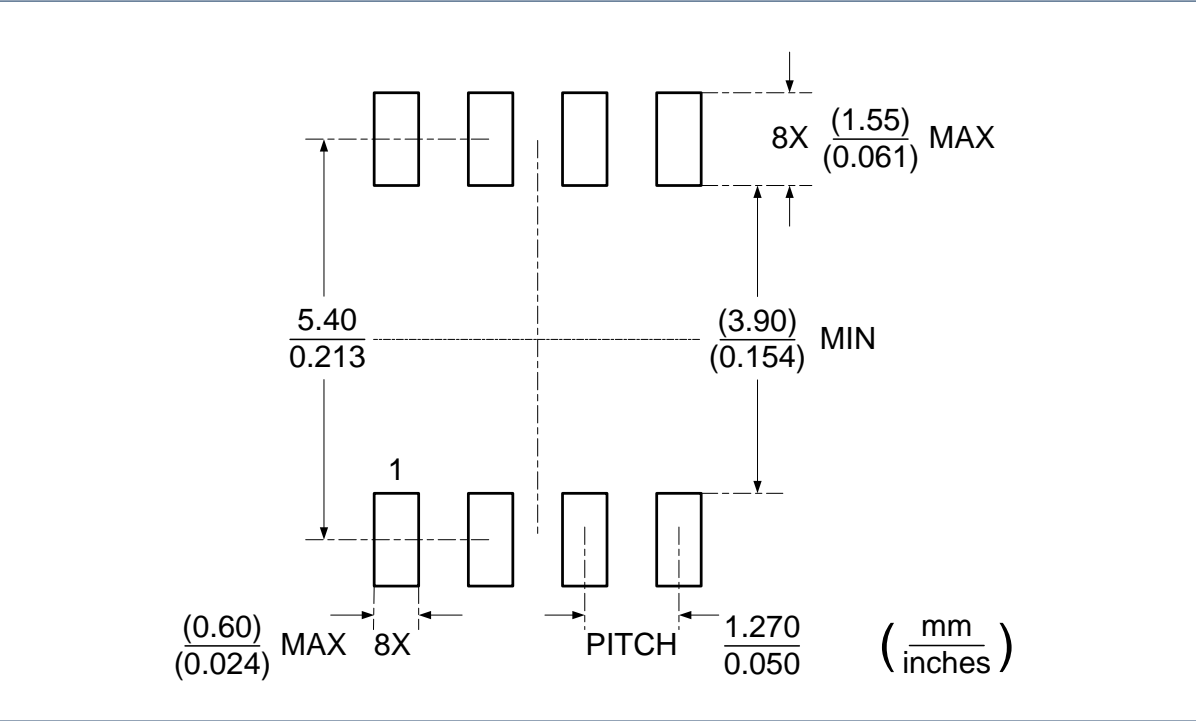 8X (1.55) MAX
(0.061)
5.40
0.213
(3.90) MIN
(0.154)
1
(0.60) MAX 8X
(0.024)
PITCH 1.270
0.050
(mm
inches)